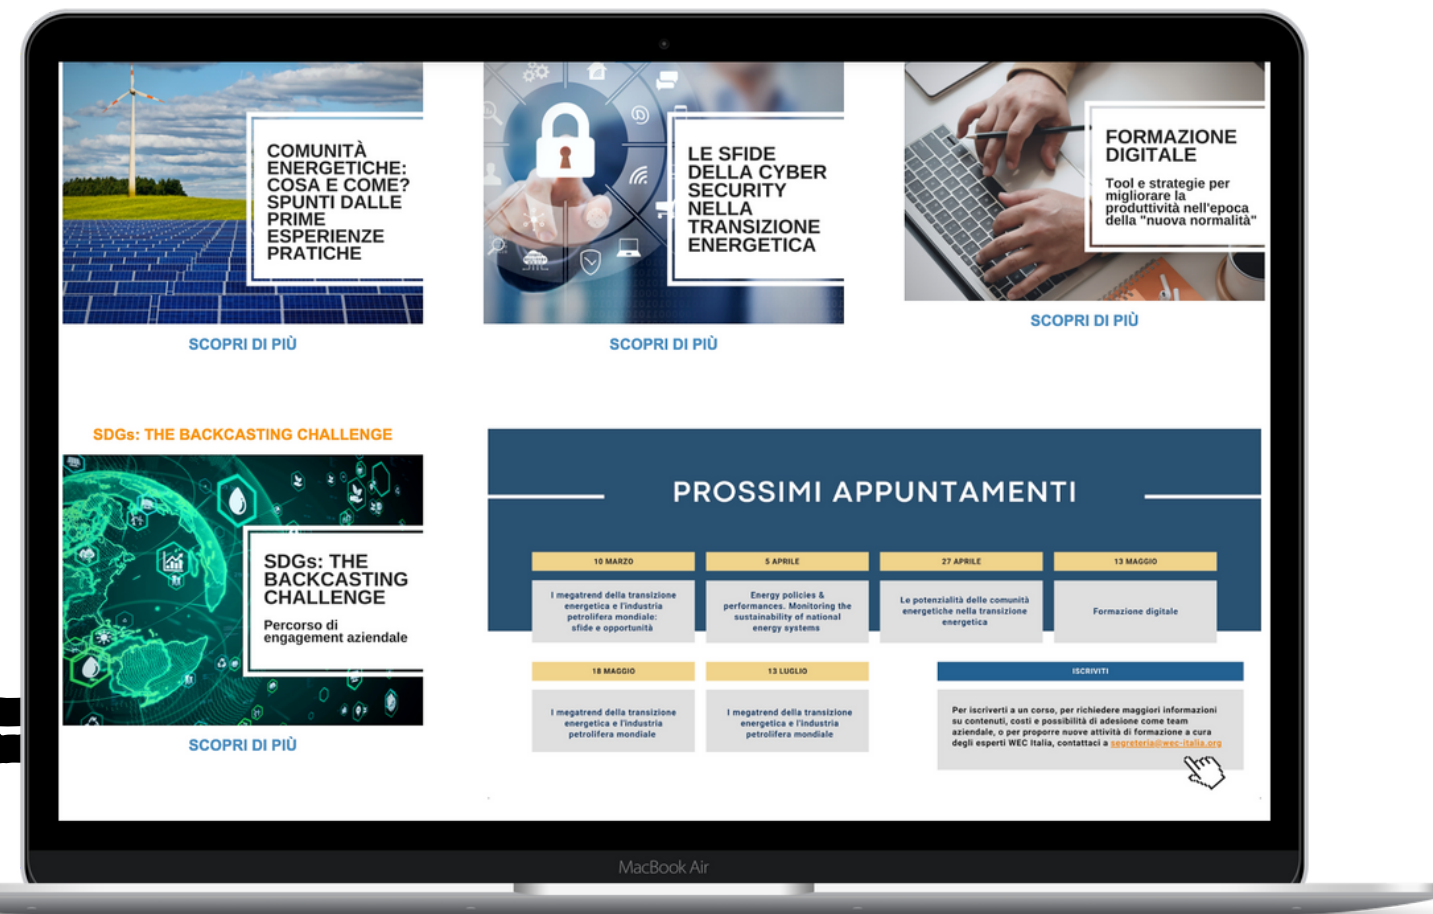 COMUNITÀ
ENERGETICHE:
COSA E COME?
SPUNTI DALLE
PRIME
ESPERIENZE
PRATICHE
SCOPRI DI PIÙ
LE SFIDE
DELLA CYBER
SECURITY
NELLA
TRANSIZIONE
ENERGETICA
SCOPRI DI PIÙ
FORMAZIONE
DIGITALE
Tool e strategie per
migliorare la
produttività nell'epoca
della "nuova normalità"
SCOPRI DI PIÙ
SDGs: THE BACKCASTING CHALLENGE
SDGs: THE
BACKCASTING
CHALLENGE
Percorso di
engagement aziendale
SCOPRI DI PIÙ
PROSSIMI APPUNTAMENTI
10 MARZO
I megatrend della transizione
energetica e l'industria
petrolifera mondiale:
sfide e opportunità
5 APRILE
Energy policies &
performances. Monitoring the
sustainability of national
energy systems
27 APRILE
Le potenzialità delle comunità
energetiche nella transizione
energetica
13 MAGGIO
Formazione digitale
18 MAGGIO
I megatrend della transizione
energetica e l'industria
petrolifera mondiale
13 LUGLIO
I megatrend della transizione
energetica e l'industria
petrolifera mondiale
ISCRIVITI
Per iscriverti a un corso, per richiedere maggiori informazioni
su contenuti, costi e possibilità di adesione come team
aziendale, o per proporre nuove attività di formazione a cura
degli esperti WEC Italia, contattaci a segreteria@wec-italia.org
MacBook Air